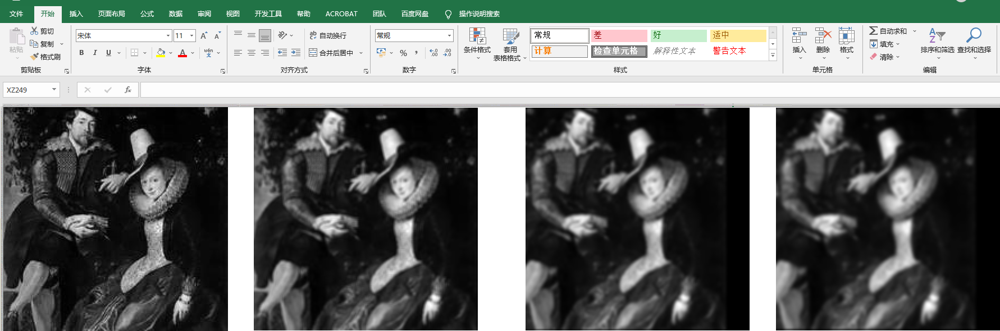 文件 开始 插入 页面布局 公式 数据 审阅 视图 开发工具 帮助 ACROBAT 团队 百度网盘 操作说明搜索
粘贴 剪切 复制 格式刷 剪贴板
宋体 11 A A
B I U A wén 文 字体
ab 自动换行
合并后居中 对齐方式
常规
% , .0 .00 .00 .0 数字
条件格式 套用 表格格式
常规 差 好 适中
计算 检查单元格 解释性文本 警告文本
样式
插入 删除 格式 单元格
Σ 自动求和 填充 清除 A Z 排序和筛选 查找和选择 编辑
XZ249 fx